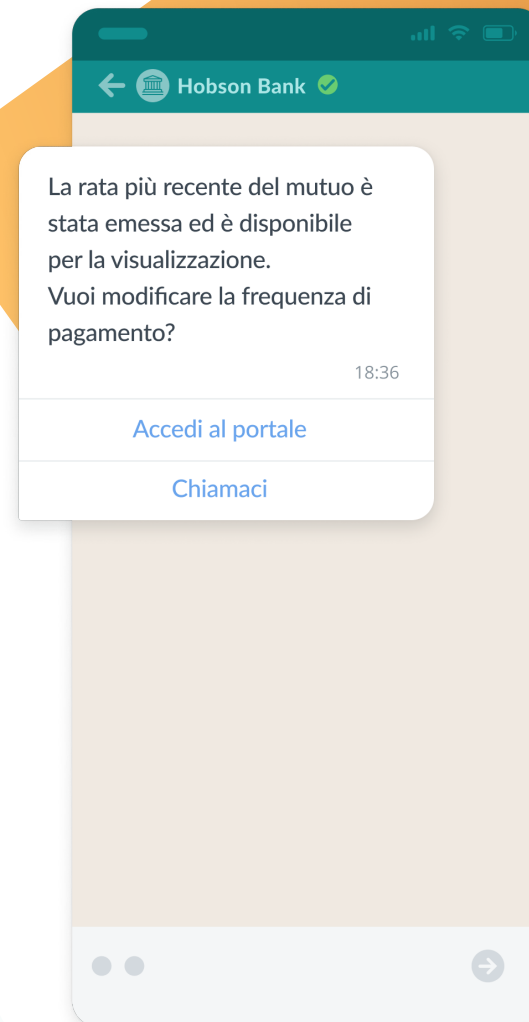 Hobson Bank
La rata più recente del mutuo è
stata emessa ed è disponibile
per la visualizzazione.
Vuoi modificare la frequenza di
pagamento?
18:36
Accedi al portale
Chiamaci